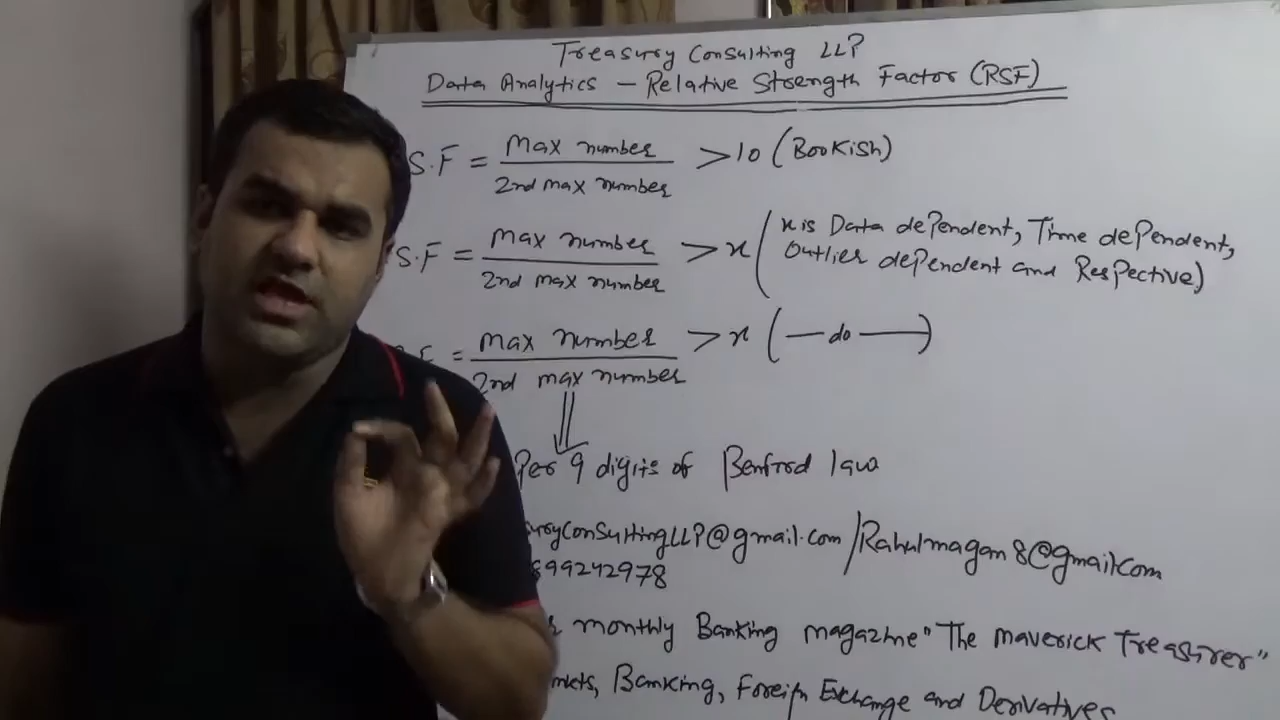 Treasury Consulting LLP
Data Analytics — Relative Strength Factor (RSF)
S.F = Max number / 2nd max number > 10 (Bookish)
S.F = Max number / 2nd max number > x (x is Data dependent, Time dependent,
Outlier dependent and Respective)
= max number / 2nd max number > x (— do —)
Per 9 digits of Benford law
suryConsultingLLP@gmail.com / Rahulmagan8@gmail.com
899242978
monthly Banking magazine "The Maverick Treasurer"
Banking, Foreign Exchange and Derivatives